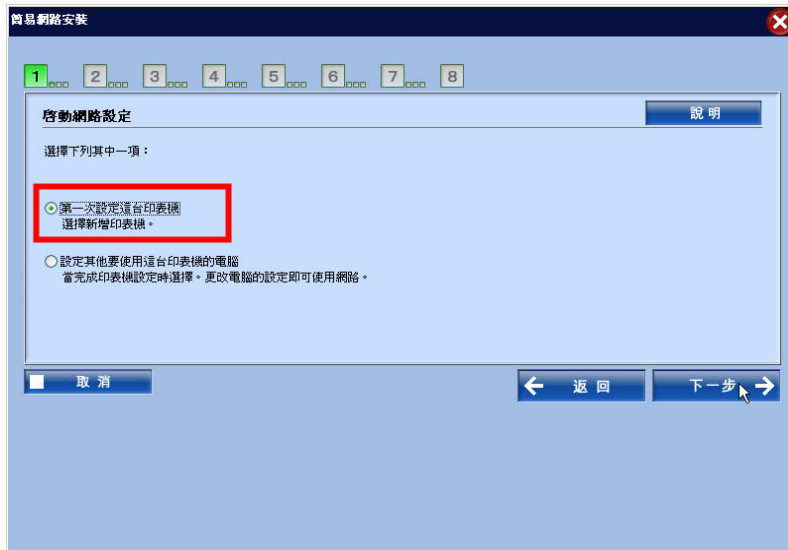 簡易網路安裝
1 2 3 4 5 6 7 8
啓動網路設定
說明
選擇下列其中一項：
第一次設定這台印表機
選擇新增印表機。
設定其他要使用這台印表機的電腦
當完成印表機設定時選擇。更改電腦的設定即可使用網路。
取消
返回
下一步